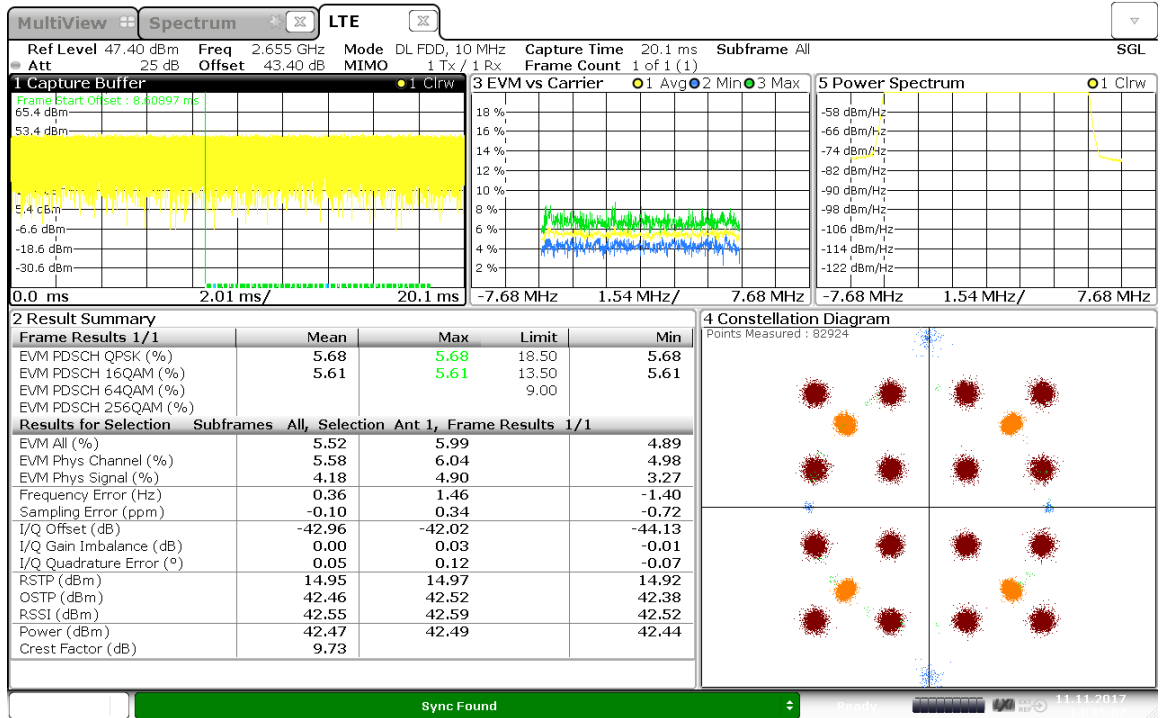 MultiView Spectrum LTE
Ref Level 47.40 dBm Freq 2.655 GHz Mode DL FDD, 10 MHz Capture Time 20.1 ms Subframe All SGL
Att 25 dB Offset 43.40 dB MIMO 1 Tx / 1 Rx Frame Count 1 of 1 (1)
1 Capture Buffer 1 Clrw
Frame Start Offset : 8.60897 ms
65.4 dBm
53.4 dBm
5.4 dBm
-6.6 dBm
-18.6 dBm
-30.6 dBm
0.0 ms 2.01 ms/ 20.1 ms
3 EVM vs Carrier 1 Avg 2 Min 3 Max
18 %
16 %
14 %
12 %
10 %
8 %
6 %
4 %
2 %
-7.68 MHz 1.54 MHz/ 7.68 MHz
5 Power Spectrum 1 Clrw
-58 dBm/Hz
-66 dBm/Hz
-74 dBm/Hz
-82 dBm/Hz
-90 dBm/Hz
-98 dBm/Hz
-106 dBm/Hz
-114 dBm/Hz
-122 dBm/Hz
-7.68 MHz 1.54 MHz/ 7.68 MHz
2 Result Summary
Frame Results 1/1 Mean Max Limit Min
EVM PDSCH QPSK (%) 5.68 5.68 18.50 5.68
EVM PDSCH 16QAM (%) 5.61 5.61 13.50 5.61
EVM PDSCH 64QAM (%) 9.00
EVM PDSCH 256QAM (%)
Results for Selection Subframes All, Selection Ant 1, Frame Results 1/1
EVM All (%) 5.52 5.99 4.89
EVM Phys Channel (%) 5.58 6.04 4.98
EVM Phys Signal (%) 4.18 4.90 3.27
Frequency Error (Hz) 0.36 1.46 -1.40
Sampling Error (ppm) -0.10 0.34 -0.72
I/Q Offset (dB) -42.96 -42.02 -44.13
I/Q Gain Imbalance (dB) 0.00 0.03 -0.01
I/Q Quadrature Error (°) 0.05 0.12 -0.07
RSTP (dBm) 14.95 14.97 14.92
OSTP (dBm) 42.46 42.52 42.38
RSSI (dBm) 42.55 42.59 42.52
Power (dBm) 42.47 42.49 42.44
Crest Factor (dB) 9.73
4 Constellation Diagram
Points Measured : 82924
Sync Found Ready LXI EXT REF 11.11.2017